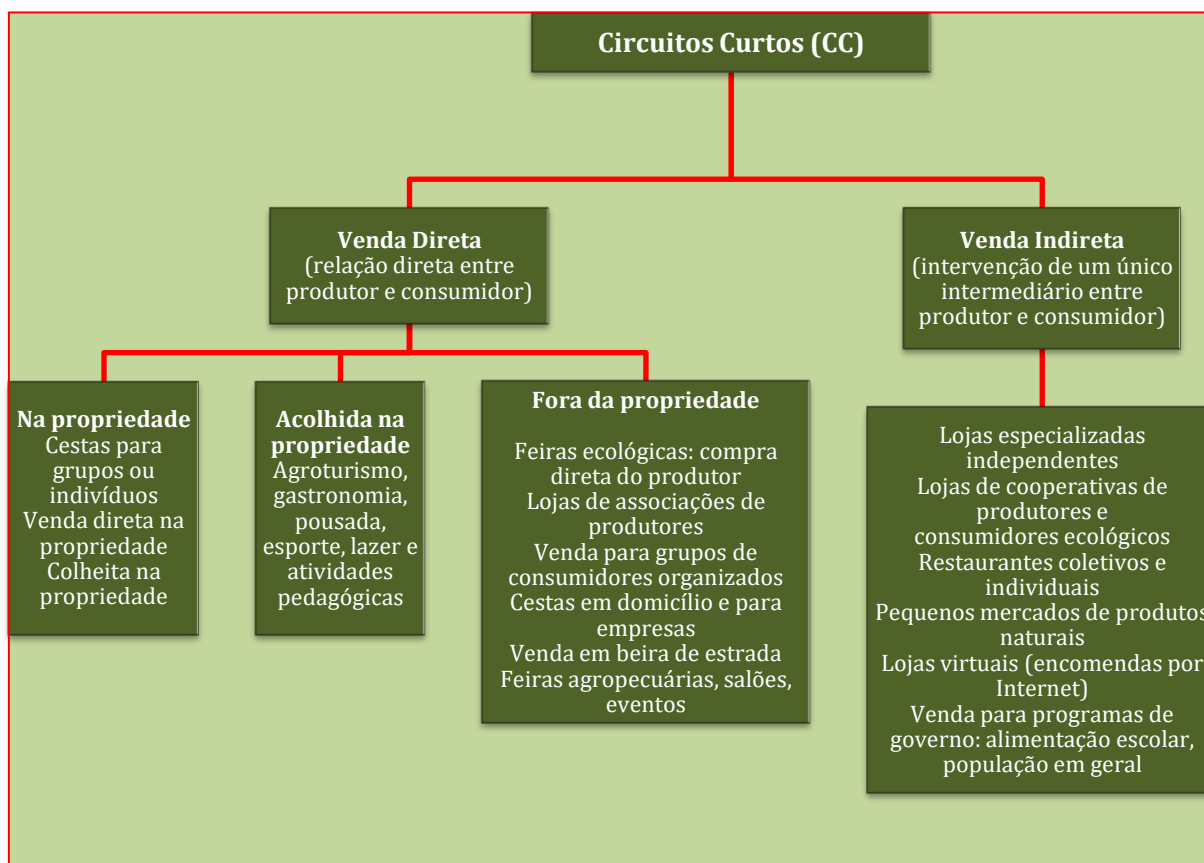 Circuitos Curtos (CC)
Venda Direta
(relação direta entre
produtor e consumidor)
Venda Indireta
(intervenção de um único
intermediário entre
produtor e consumidor)
Na propriedade
Cestas para
grupos ou
indivíduos
Venda direta na
propriedade
Colheita na
propriedade
Acolhida na
propriedade
Agroturismo,
gastronomia,
pousada,
esporte, lazer e
atividades
pedagógicas
Fora da propriedade
Feiras ecológicas: compra
direta do produtor
Lojas de associações de
produtores
Venda para grupos de
consumidores organizados
Cestas em domicílio e para
empresas
Venda em beira de estrada
Feiras agropecuárias, salões,
eventos
Lojas especializadas
independentes
Lojas de cooperativas de
produtores e
consumidores ecológicos
Restaurantes coletivos e
individuais
Pequenos mercados de produtos
naturais
Lojas virtuais (encomendas por
Internet)
Venda para programas de
governo: alimentação escolar,
população em geral